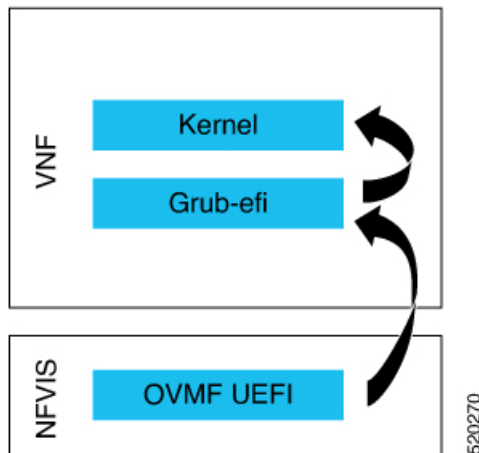 VNF
Kernel
Grub-efi
NFVIS
OVMF UEFI
520270